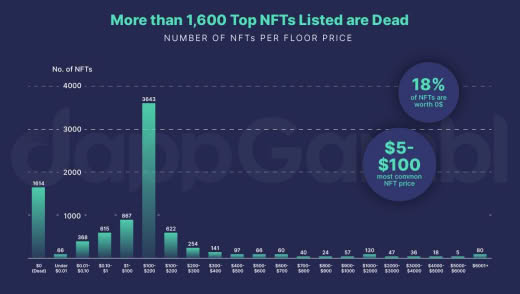 More than 1,600 Top NFTs Listed are Dead
NUMBER OF NFTs PER FLOOR PRICE
No. of NFTs
18%
of NFTs are
worth 0$
$5-
$100
most common
NFT price
4000
3000
2000
1000
1614 66 368 615 867 3643 622 254 141 97 66 60 40 24 57 130 47 36 18 5 80
$0 Under $0.01- $0.10- $1- $100- $100- $200- $300- $400- $500- $600- $700- $800- $900- $1000- $2000- $3000- $4000- $5000- $6001+
(Dead) $0.01 $0.10 $1 $100 $200 $200 $300 $400 $500 $600 $700 $800 $900 $1000 $2000 $3000 $4000 $5000 $6000